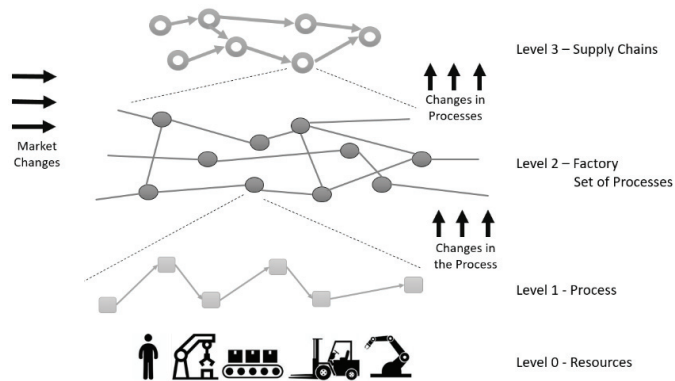 Level 3 – Supply Chains
Changes in
Processes
Market
Changes
Level 2 – Factory
Set of Processes
Changes in
the Process
Level 1 - Process
Level 0 - Resources